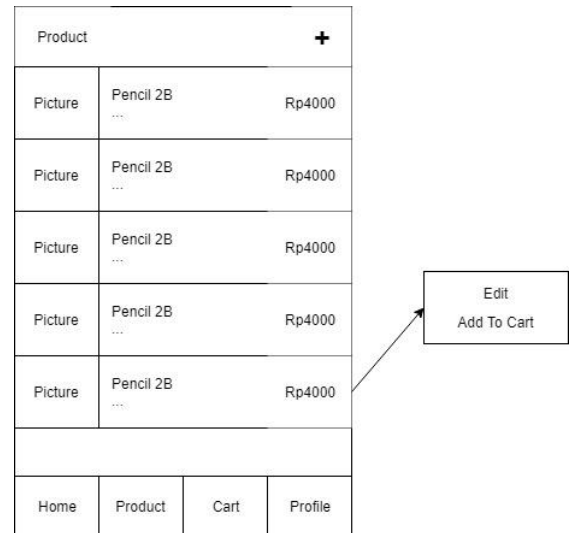 Product +
Picture Pencil 2B Rp4000
...
Picture Pencil 2B Rp4000
...
Picture Pencil 2B Rp4000
...
Picture Pencil 2B Rp4000
...
Picture Pencil 2B Rp4000
...
Edit
Add To Cart
Home Product Cart Profile